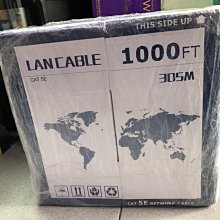 THIS SIDE UP
LAN CABLE
1000FT
CAT 5E
305M
CAT 5E NETWORK CABLE